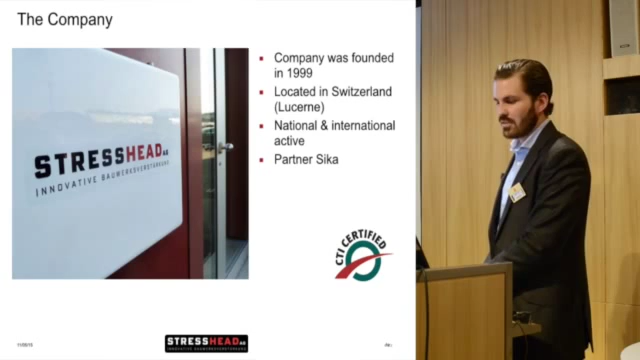 The Company
STRESSHEAD AG
INNOVATIVE BAUWERKSVERSTÄRKUNG
Company was founded
in 1999
Located in Switzerland
(Lucerne)
National & international
active
Partner Sika
CTI CERTIFIED
STRESSHEAD AG
INNOVATIVE BAUWERKSVERSTÄRKUNG